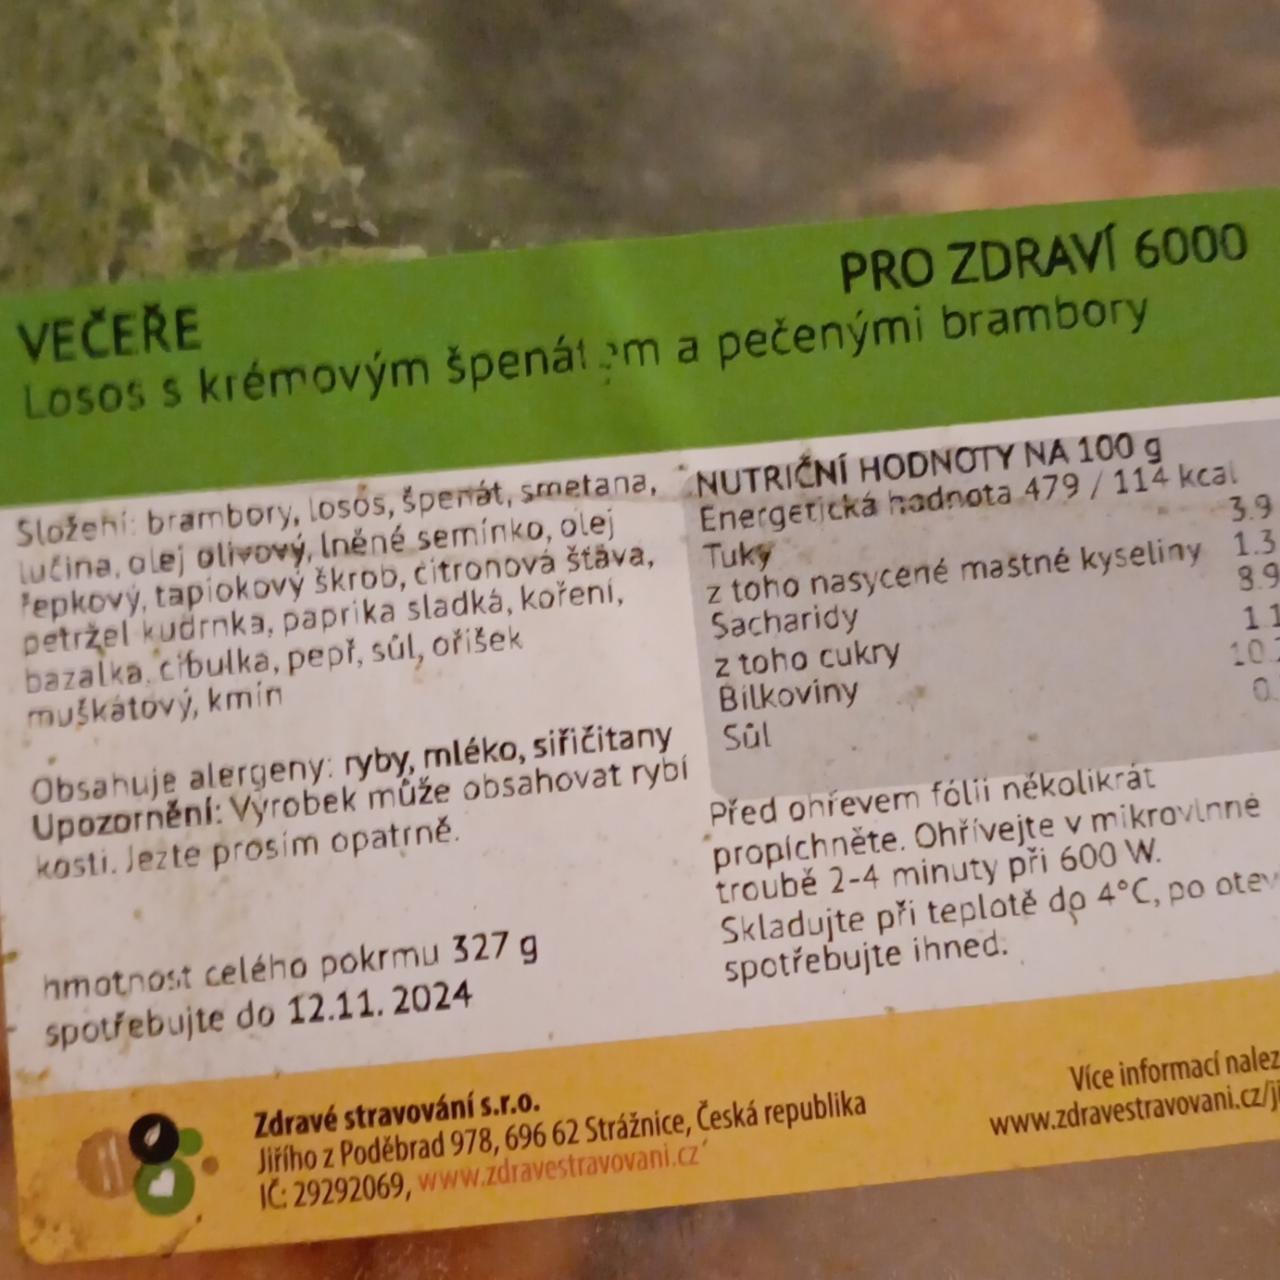 VEČEŘE
PRO ZDRAVÍ 6000
Losos s krémovým špenátem a pečenými brambory
Složení: brambory, losos, špenát, smetana,
lučina, olej olivový, lněné semínko, olej
řepkový, tapiokový škrob, citronová šťáva,
petržel kudrnka, paprika sladká, koření,
bazalka, cibulka, pepř, sůl, oříšek
muškátový, kmín
Obsahuje alergeny: ryby, mléko, siřičitany
Upozornění: Výrobek může obsahovat rybí
kosti. Jezte prosím opatrně.
hmotnost celého pokrmu 327 g
spotřebujte do 12.11. 2024
NUTRIČNÍ HODNOTY NA 100 g
Energetická hodnota 479 / 114 kcal
Tuky 3.9
z toho nasycené mastné kyseliny 1.3
Sacharidy 8.9
z toho cukry 1.1
Bílkoviny 10.
Sůl 0.
Před ohřevem fólii několikrát
propíchněte. Ohřívejte v mikrovlnné
troubě 2-4 minuty při 600 W.
Skladujte při teplotě do 4°C, po otev
spotřebujte ihned.
Zdravé stravování s.r.o.
Jiřího z Poděbrad 978, 696 62 Strážnice, Česká republika
IČ: 29292069, www.zdravestravovani.cz
Více informací nalez
www.zdravestravovani.cz/ji